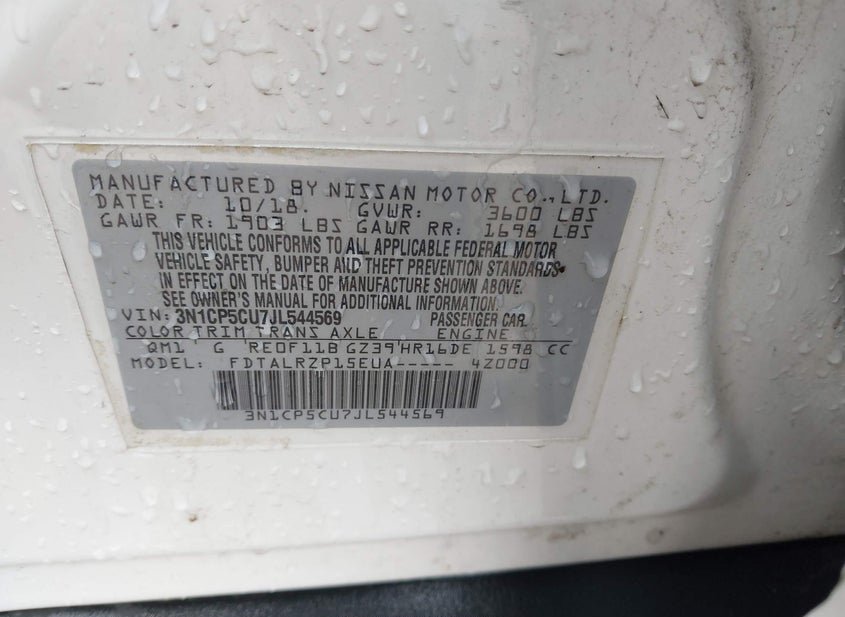 MANUFACTURED BY NISSAN MOTOR CO., LTD.
DATE: 10/18. GVWR: 3600 LBS
GAWR FR: 1903 LBS GAWR RR: 1698 LBS
THIS VEHICLE CONFORMS TO ALL APPLICABLE FEDERAL MOTOR
VEHICLE SAFETY, BUMPER AND THEFT PREVENTION STANDARDS
IN EFFECT ON THE DATE OF MANUFACTURE SHOWN ABOVE.
SEE OWNER'S MANUAL FOR ADDITIONAL INFORMATION.
VIN: 3N1CP5CU7JL544569 PASSENGER CAR
COLOR TRIM TRANS AXLE ENGINE
QM1 G RE0F11B GZ39 HR16DE 1598 CC
MODEL: FDTALRZP15EUA----- 4Z000
3N1CP5CU7JL544569